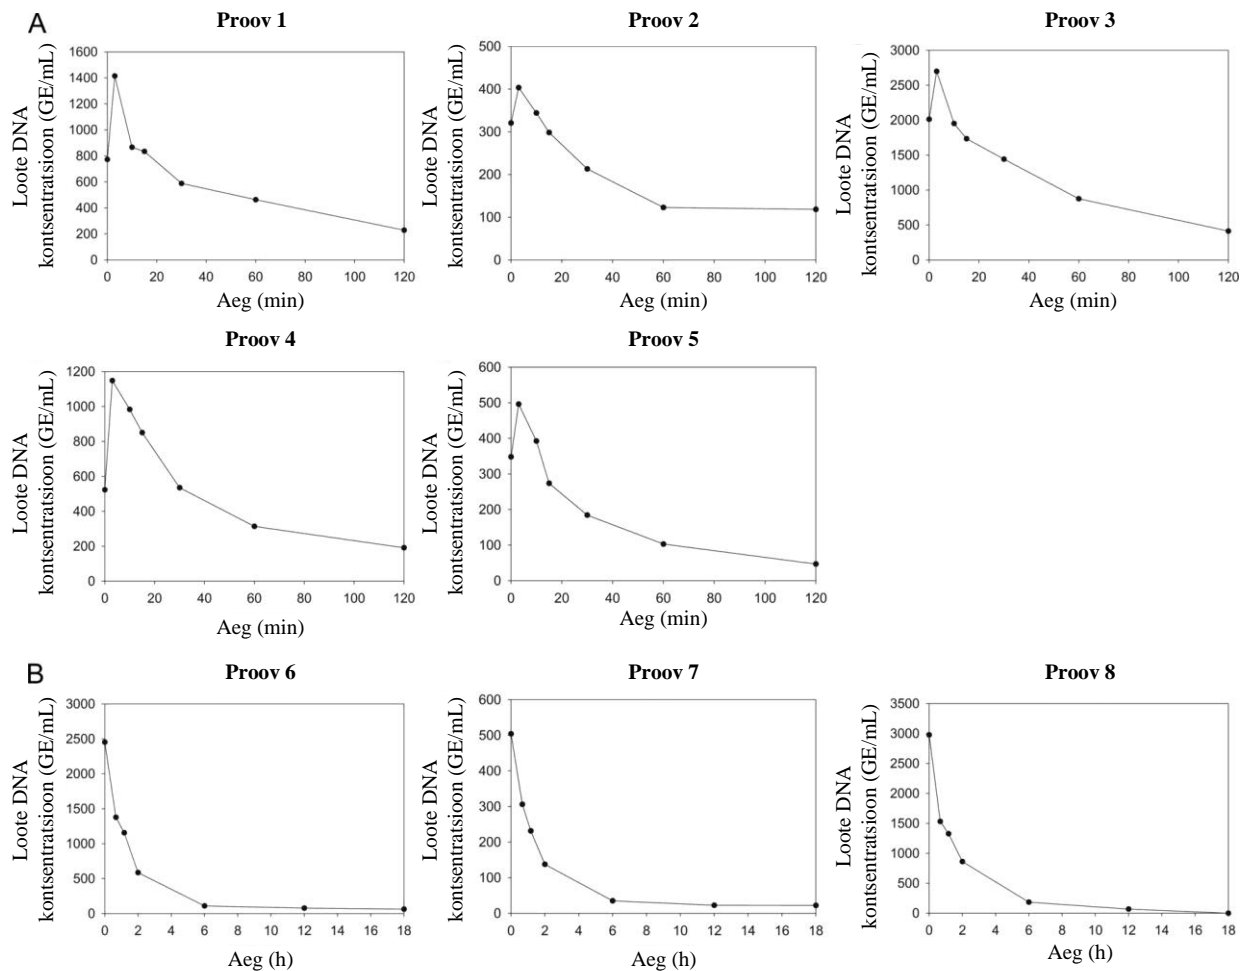 A
Proov 1
Loote DNA
kontsentratsioon (GE/mL)
1600
1400
1200
1000
800
600
400
200
0
0 20 40 60 80 100 120
Aeg (min)
Proov 2
Loote DNA
kontsentratsioon (GE/mL)
500
400
300
200
100
0
0 20 40 60 80 100 120
Aeg (min)
Proov 3
Loote DNA
kontsentratsioon (GE/mL)
3000
2500
2000
1500
1000
500
0
0 20 40 60 80 100 120
Aeg (min)
Proov 4
Loote DNA
kontsentratsioon (GE/mL)
1200
1000
800
600
400
200
0
0 20 40 60 80 100 120
Aeg (min)
Proov 5
Loote DNA
kontsentratsioon (GE/mL)
600
500
400
300
200
100
0
0 20 40 60 80 100 120
Aeg (min)
B
Proov 6
Loote DNA
kontsentratsioon (GE/mL)
3000
2500
2000
1500
1000
500
0
0 2 4 6 8 10 12 14 16 18
Aeg (h)
Proov 7
Loote DNA
kontsentratsioon (GE/mL)
600
500
400
300
200
100
0
0 2 4 6 8 10 12 14 16 18
Aeg (h)
Proov 8
Loote DNA
kontsentratsioon (GE/mL)
3500
3000
2500
2000
1500
1000
500
0
0 2 4 6 8 10 12 14 16 18
Aeg (h)